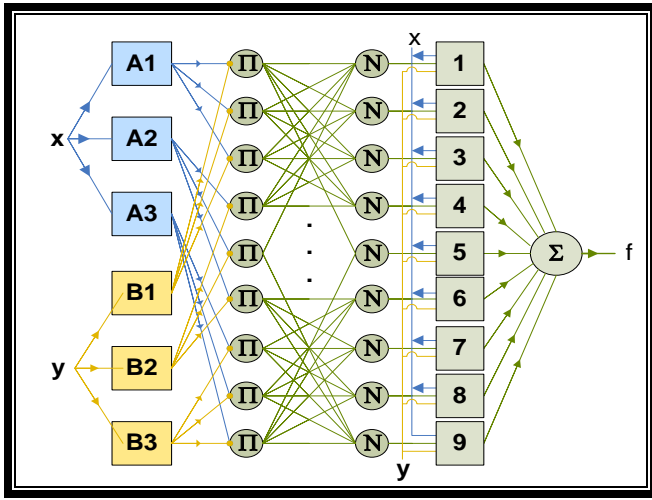 x
A1 Π N 1
A2 Π N 2
x
Π N 3
A3 Π N 4
. Π N 5 Σ f
.
.
B1 Π N 6
B2 Π N 7
y
Π N 8
B3 Π N 9
y